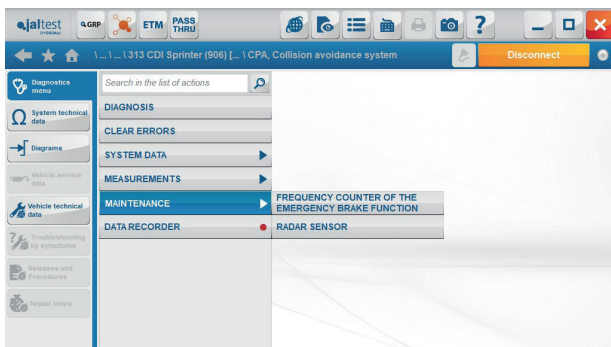 jaltest
GRP
ETM
PASS
THRU
?
\ ... \ ... \ 313 CDI Sprinter (906) [... \ CPA, Collision avoidance system
Disconnect
Diagnostics
menu
System technical
data
Diagrams
Vehicle service
data
Vehicle technical
data
Troubleshooting
by symptoms
Releases and
Procedures
Repair times
Search in the list of actions
DIAGNOSIS
CLEAR ERRORS
SYSTEM DATA
MEASUREMENTS
MAINTENANCE
DATA RECORDER
FREQUENCY COUNTER OF THE
EMERGENCY BRAKE FUNCTION
RADAR SENSOR